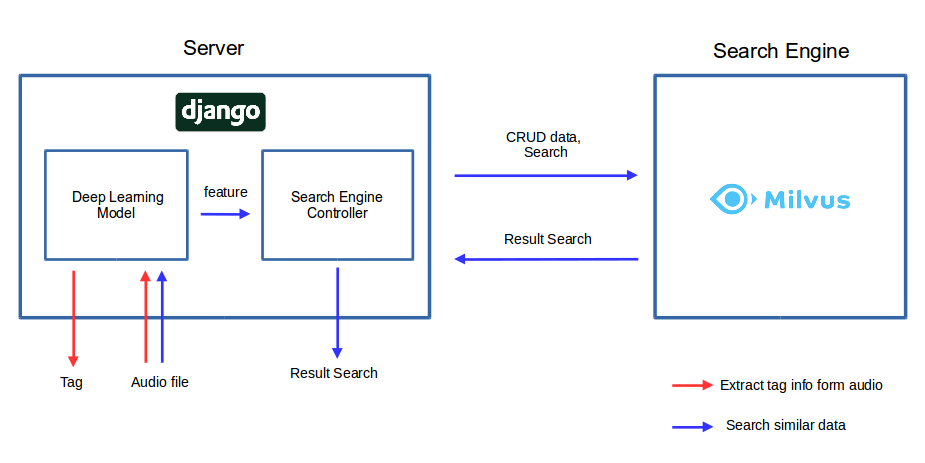 Server
Search Engine
django
CRUD data,
Search
Deep Learning
Model
feature
Search Engine
Controller
Milvus
Result Search
Tag
Audio file
Result Search
Extract tag info form audio
Search similar data